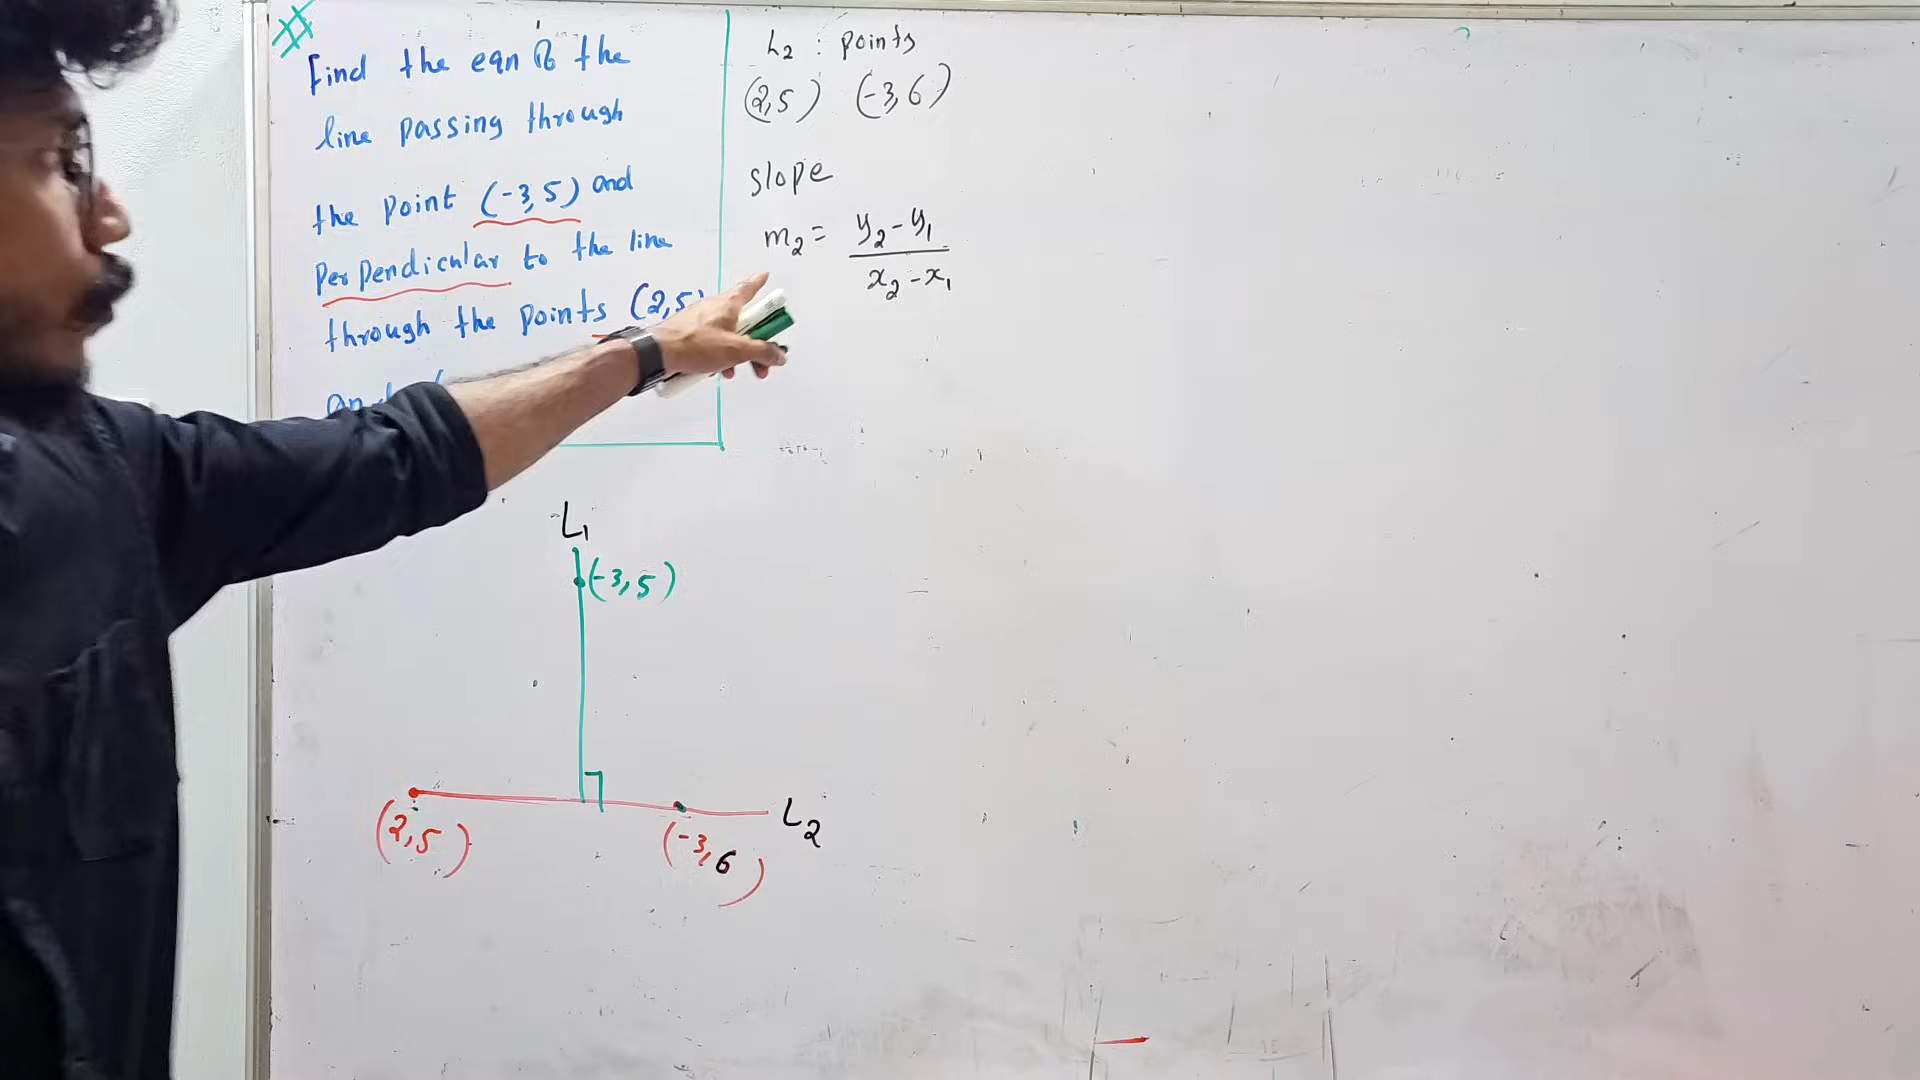 Find the eqn of the
line passing through
the point (-3,5) and
perpendicular to the line
through the points (2,5)
L2 : points
(2,5) (-3,6)
slope
m2 = y2 - y1
x2 - x1
L1
(-3,5)
L2
(2,5)
(-3,6)